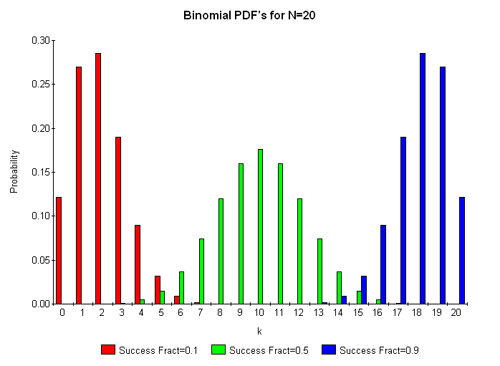 Binomial PDF's for N=20
0.30
0.25
0.20
0.15
0.10
0.05
0.00
Probability
0 1 2 3 4 5 6 7 8 9 10 11 12 13 14 15 16 17 18 19 20
k
Success Fract=0.1 Success Fract=0.5 Success Fract=0.9